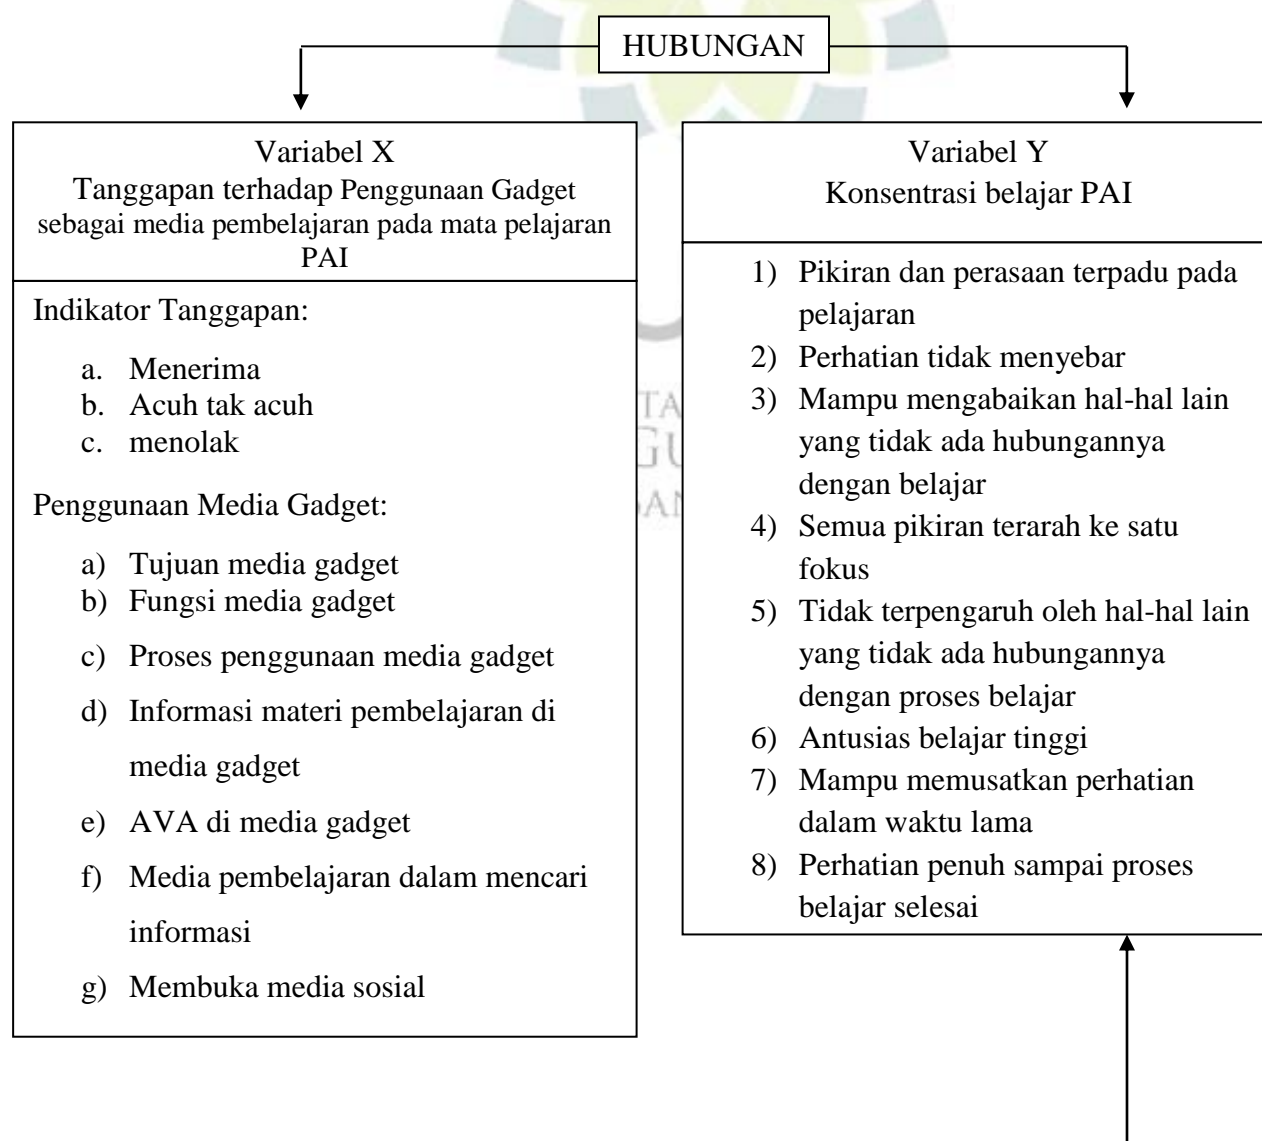 HUBUNGAN
Variabel X
Tanggapan terhadap Penggunaan Gadget
sebagai media pembelajaran pada mata pelajaran
PAI
Indikator Tanggapan:
a. Menerima
b. Acuh tak acuh
c. menolak
Penggunaan Media Gadget:
a) Tujuan media gadget
b) Fungsi media gadget
c) Proses penggunaan media gadget
d) Informasi materi pembelajaran di
media gadget
e) AVA di media gadget
f) Media pembelajaran dalam mencari
informasi
g) Membuka media sosial
Variabel Y
Konsentrasi belajar PAI
1) Pikiran dan perasaan terpadu pada
pelajaran
2) Perhatian tidak menyebar
3) Mampu mengabaikan hal-hal lain
yang tidak ada hubungannya
dengan belajar
4) Semua pikiran terarah ke satu
fokus
5) Tidak terpengaruh oleh hal-hal lain
yang tidak ada hubungannya
dengan proses belajar
6) Antusias belajar tinggi
7) Mampu memusatkan perhatian
dalam waktu lama
8) Perhatian penuh sampai proses
belajar selesai